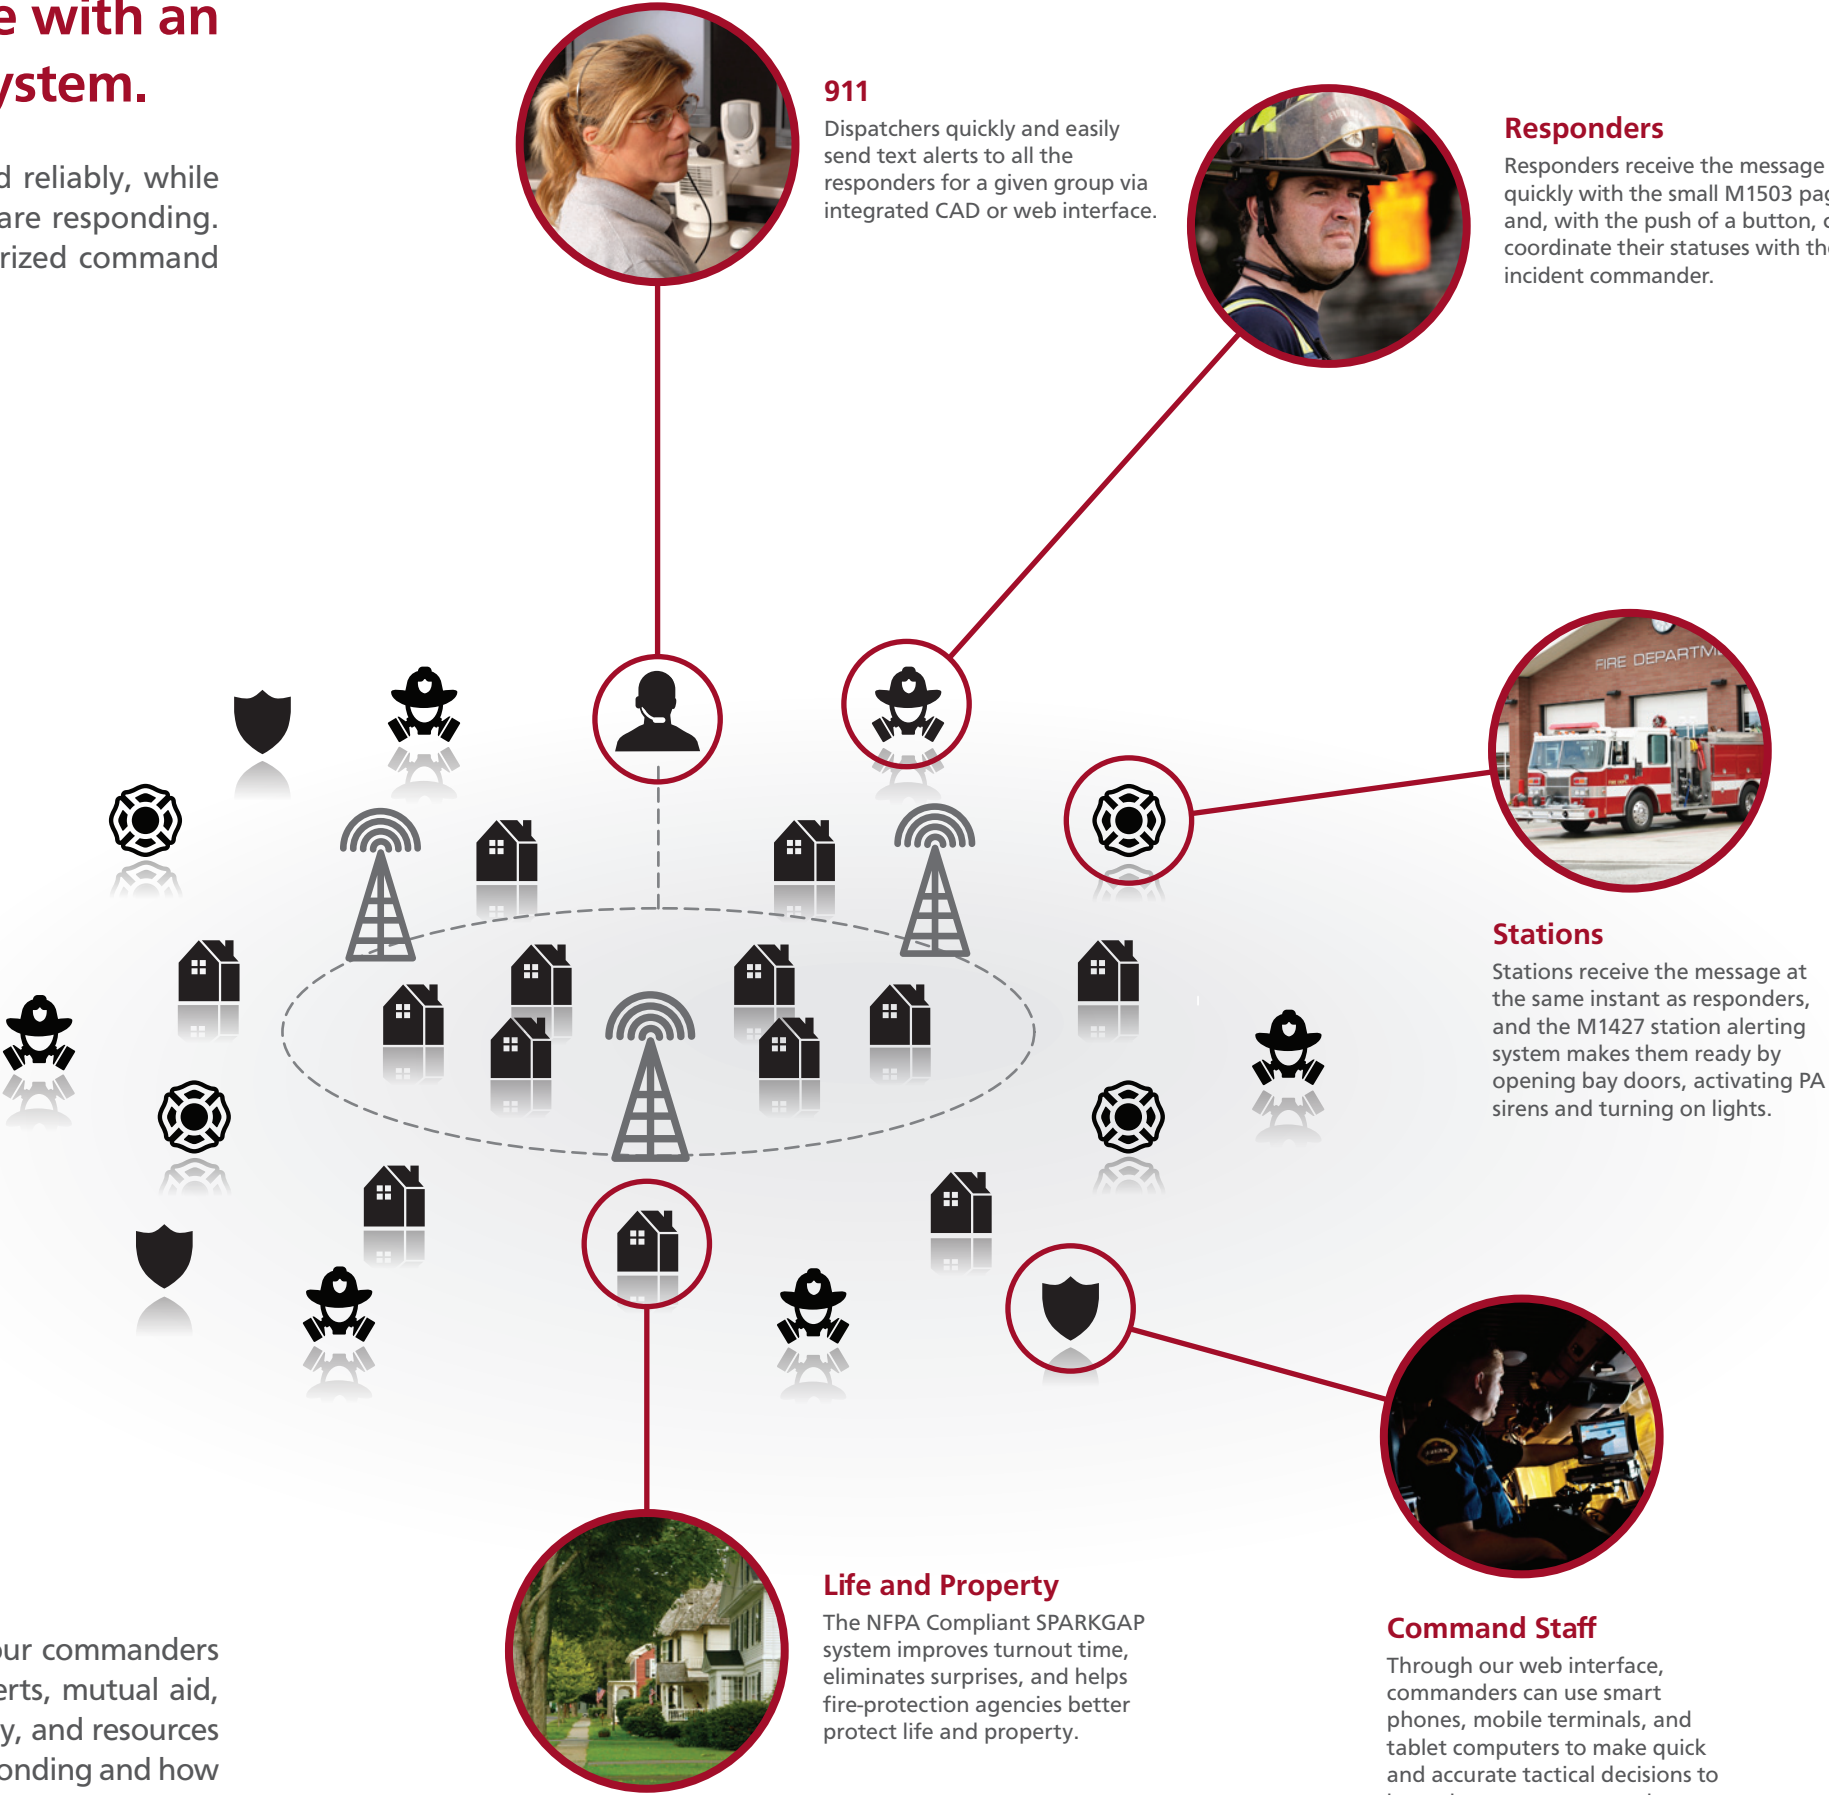 e with an
ystem.
d reliably, while
are responding.
rized command
911
Dispatchers quickly and easily
send text alerts to all the
responders for a given group via
integrated CAD or web interface.
Responders
Responders receive the message
quickly with the small M1503 pag
and, with the push of a button, c
coordinate their statuses with the
incident commander.
FIRE DEPARTM
Stations
Stations receive the message at
the same instant as responders,
and the M1427 station alerting
system makes them ready by
opening bay doors, activating PA
sirens and turning on lights.
Life and Property
The NFPA Compliant SPARKGAP
system improves turnout time,
eliminates surprises, and helps
fire-protection agencies better
protect life and property.
Command Staff
Through our web interface,
commanders can use smart
phones, mobile terminals, and
tablet computers to make quick
and accurate tactical decisions to
ur commanders
erts, mutual aid,
y, and resources
onding and how